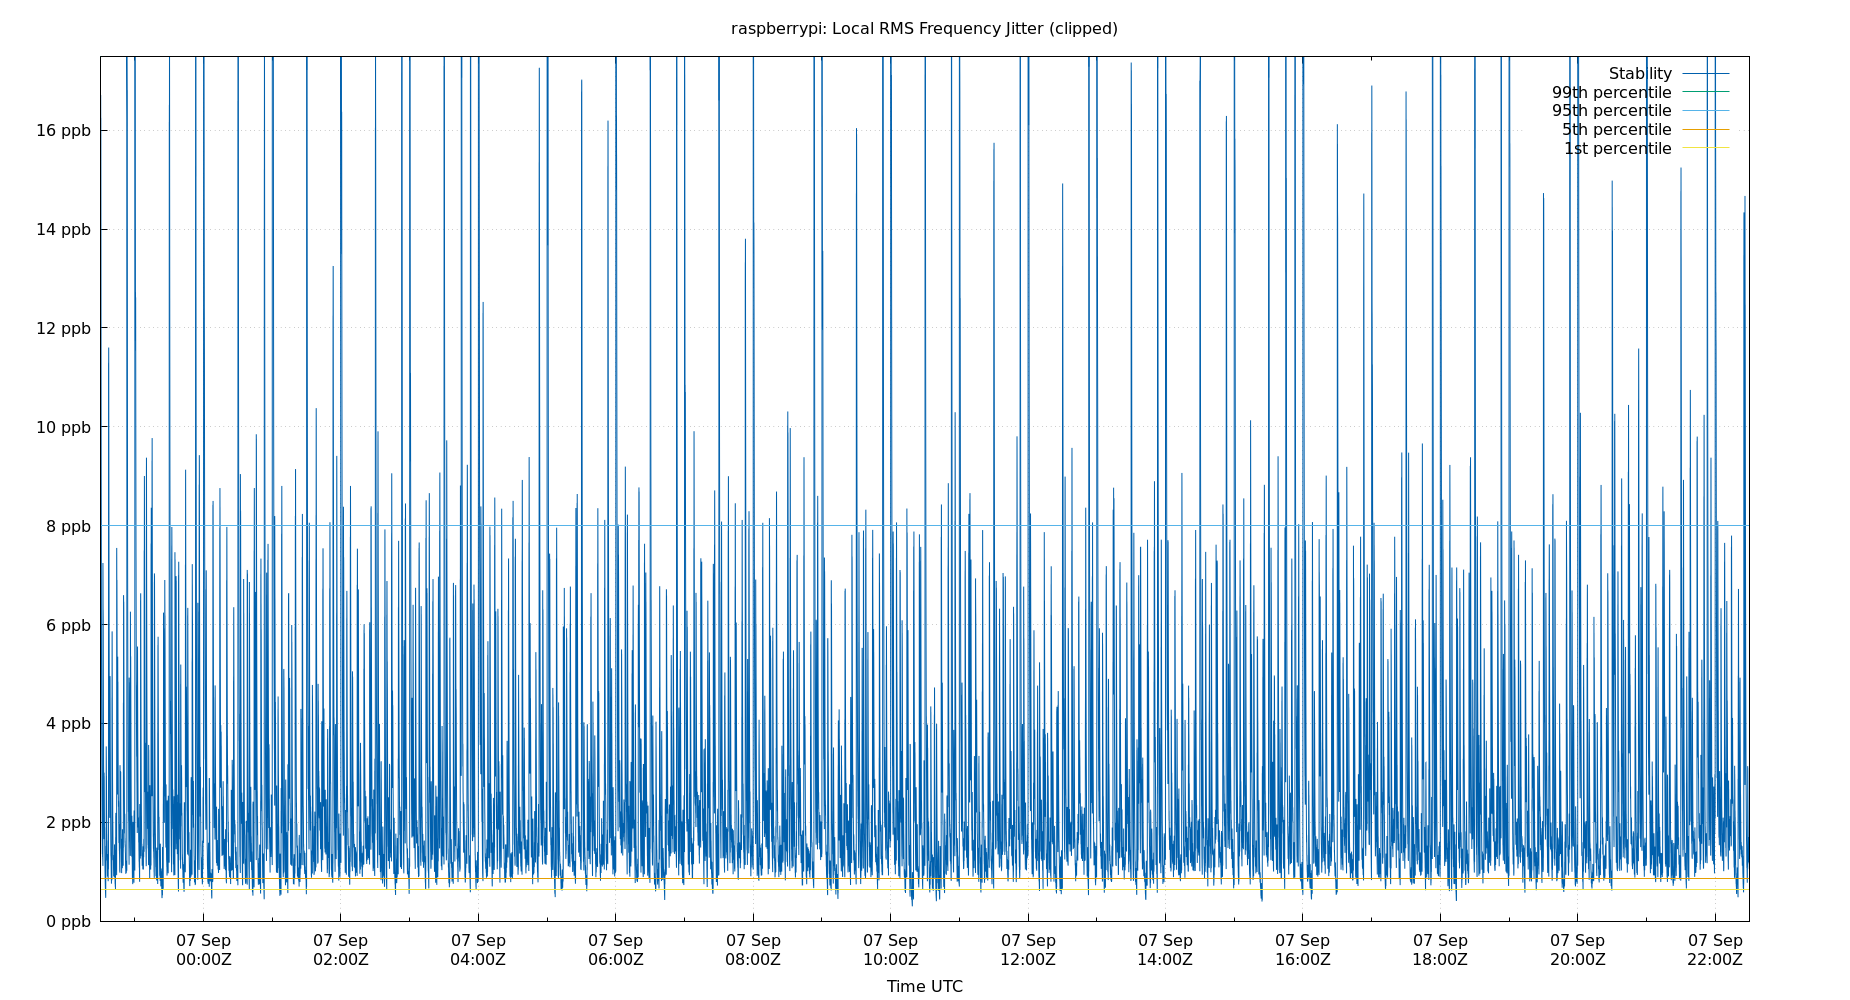 raspberrypi: Local RMS Frequency Jitter (clipped)
Stability
99th percentile
95th percentile
5th percentile
1st percentile
16 ppb
14 ppb
12 ppb
10 ppb
8 ppb
6 ppb
4 ppb
2 ppb
0 ppb
07 Sep 07 Sep 07 Sep 07 Sep 07 Sep 07 Sep 07 Sep 07 Sep 07 Sep 07 Sep 07 Sep 07 Sep
00:00Z 02:00Z 04:00Z 06:00Z 08:00Z 10:00Z 12:00Z 14:00Z 16:00Z 18:00Z 20:00Z 22:00Z
Time UTC